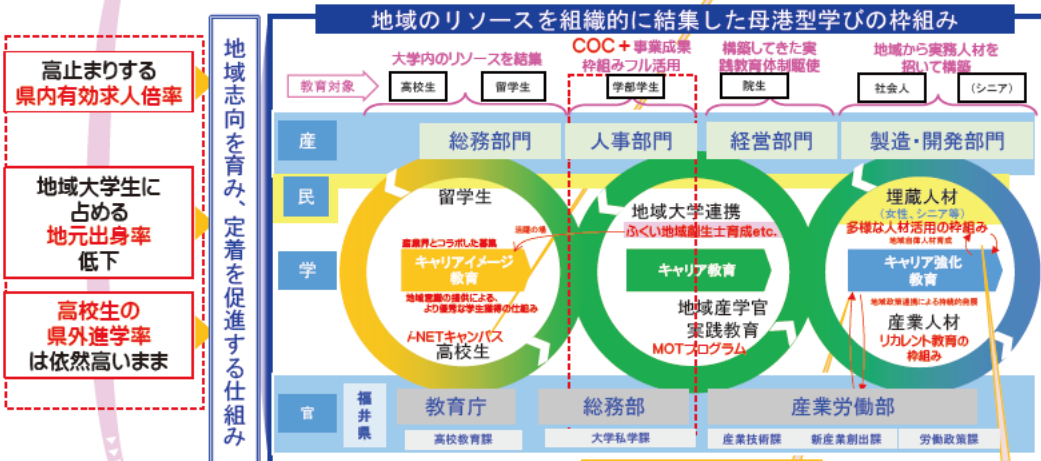 地域のリソースを組織的に結集した母港型学びの枠組み
高止まりする
県内有効求人倍率
地域大学生に
占める
地元出身率
低下
高校生の
県外進学率
は依然高いまま
地域志向を育み、定着を促進する仕組み
教育対象
大学内のリソースを結集
高校生
留学生
COC+事業成果
枠組みフル活用
学部学生
構築してきた実
践教育体制駆使
院生
地域から実務人材を
招いて構築
社会人
(シニア)
産
総務部門
人事部門
経営部門
製造・開発部門
民
学
留学生
活躍の場
産業界とコラボした募集
キャリアイメージ
教育
より優秀な学生獲得の仕組み
i-NETキャンパス
高校生
地域大学連携
ふくい地域創生士育成etc.
キャリア教育
地域産学官
実践教育
MOTプログラム
埋蔵人材
(女性、シニア等)
多様な人材活用の枠組み
キャリア強化
教育
地域政策連携による持続的発展
産業人材
リカレント教育の
枠組み
官
福井県
教育庁
高校教育課
総務部
大学私学課
産業労働部
産業技術課
新産業創出課
労働政策課